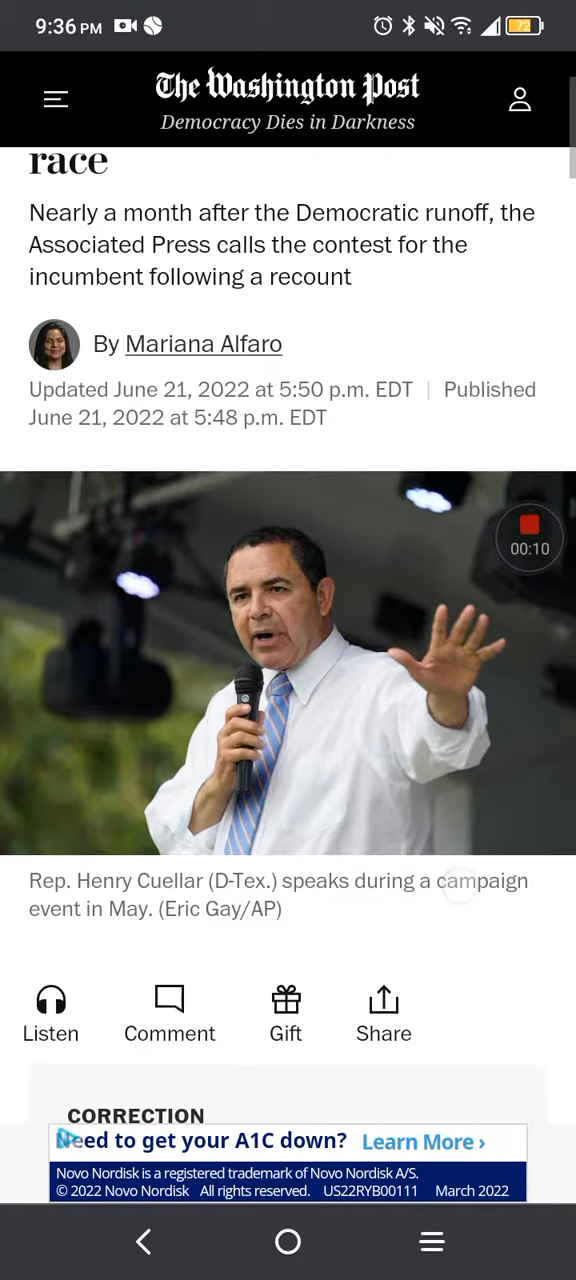 9:36 PM
72
The Washington Post
Democracy Dies in Darkness
race
Nearly a month after the Democratic runoff, the
Associated Press calls the contest for the
incumbent following a recount
By Mariana Alfaro
Updated June 21, 2022 at 5:50 p.m. EDT | Published
June 21, 2022 at 5:48 p.m. EDT
00:10
Rep. Henry Cuellar (D-Tex.) speaks during a campaign
event in May. (Eric Gay/AP)
Listen Comment Gift Share
CORRECTION
Need to get your A1C down? Learn More ›
Novo Nordisk is a registered trademark of Novo Nordisk A/S.
© 2022 Novo Nordisk All rights reserved. US22RYB00111 March 2022